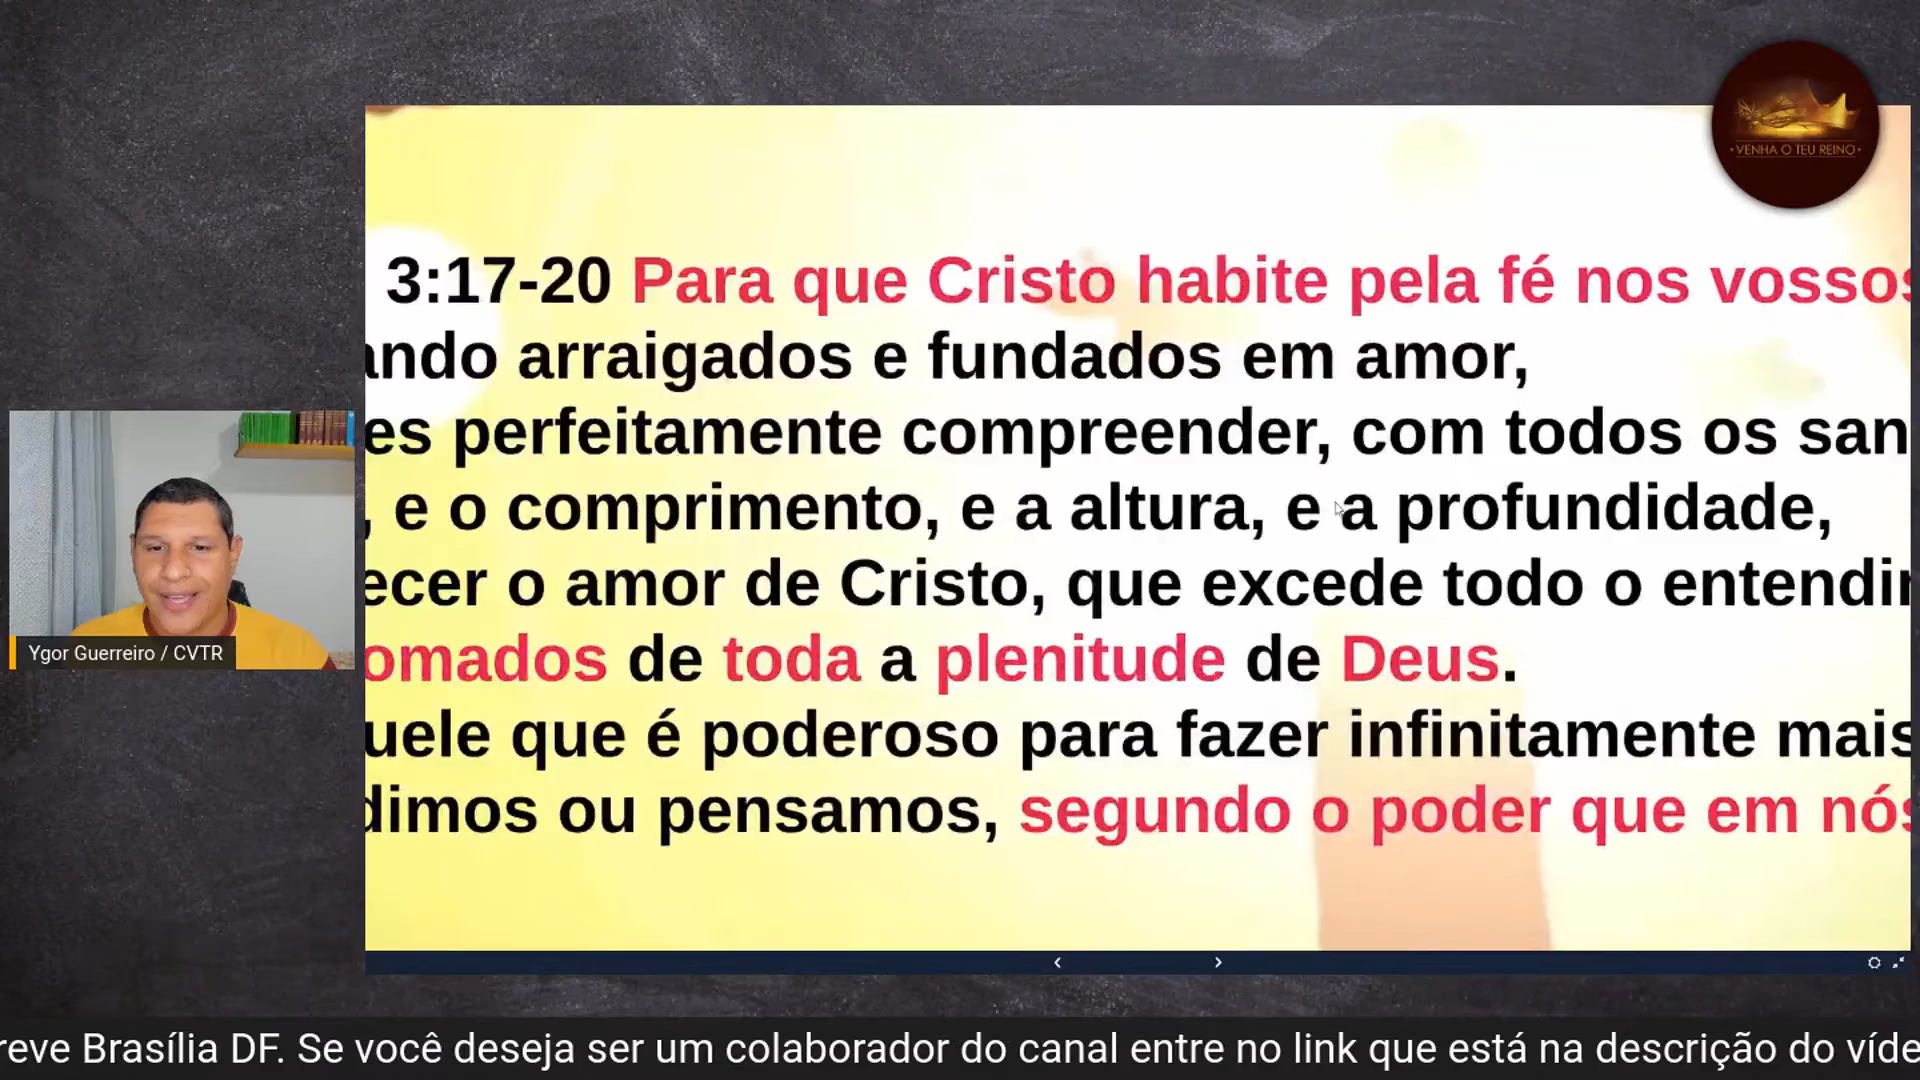 • VENHA O TEU REINO •
3:17-20 Para que Cristo habite pela fé nos vossos
ando arraigados e fundados em amor,
es perfeitamente compreender, com todos os san
, e o comprimento, e a altura, e a profundidade,
ecer o amor de Cristo, que excede todo o entendi
omados de toda a plenitude de Deus.
uele que é poderoso para fazer infinitamente mais
dimos ou pensamos, segundo o poder que em nós
Ygor Guerreiro / CVTR
reve Brasília DF. Se você deseja ser um colaborador do canal entre no link que está na descrição do víde